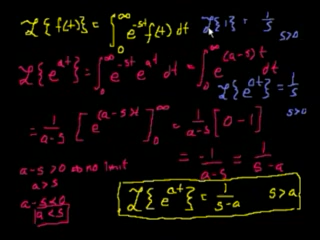 ℒ{f(t)} = ∫₀^∞ e^{-st} f(t) dt
ℒ{1} = 1/s
s>0
ℒ{e^{at}} = ∫₀^∞ e^{-st} e^{at} dt = ∫₀^∞ e^{(a-s)t} dt
ℒ{e^{0t}} = 1/s
s>0
= 1/(a-s) [e^{(a-s)t}]₀^∞ = 1/(a-s) [0-1]
a-s>0 do no limit
a>s
= -1/(a-s) = 1/(s-a)
a-s<0
a<s
ℒ{e^{at}} = 1/(s-a) s>a